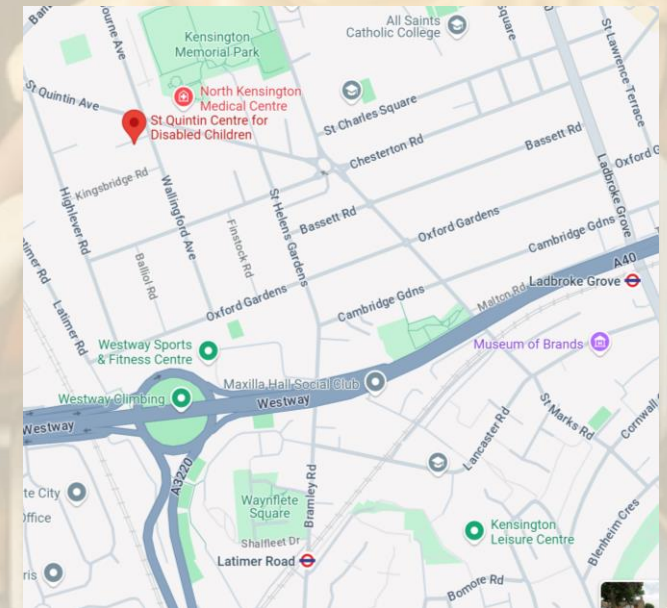 Kensington
Memorial Park
All Saints
Catholic College
St Lawrence Terrace
St Quintin Ave
North Kensington
Medical Centre
St Quintin Centre for
Disabled Children
St Charles Square
Chesterton Rd
Bassett Rd
Ladbroke Grove
Kingsbridge Rd
Highlever Rd
Wallingford Ave
Finstock Rd
St Helens Gardens
Bassett Rd
Oxford Gardens
Cambridge Gdns
A40
Balliol Rd
Latimer Rd
Oxford Gardens
Cambridge Gdns
Malton Rd
Ladbroke Grove
Westway Sports
& Fitness Centre
Museum of Brands
Maxilla Hall Social Club
Westway Climbing
Westway
Westway
St Marks Rd
Lancaster Rd
A3220
Waynflete
Square
Bramley Rd
Shalfleet Dr
Latimer Road
Kensington
Leisure Centre
Blenheim Cres
Bomore Rd